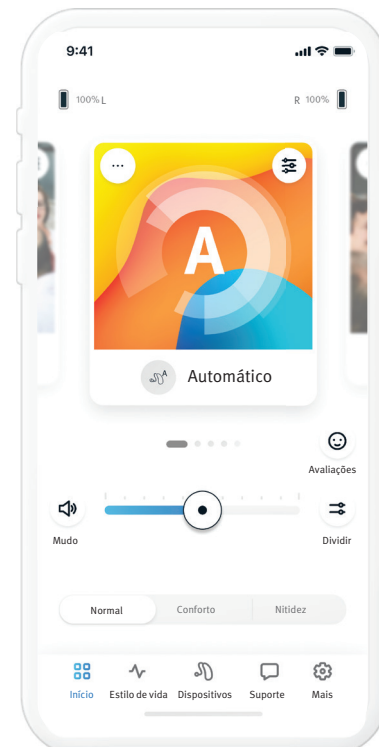 9:41
100% L
R 100%
A
A Automático
Avaliações
Mudo
Dividir
Normal Conforto Nitidez
Início Estilo de vida Dispositivos Suporte Mais